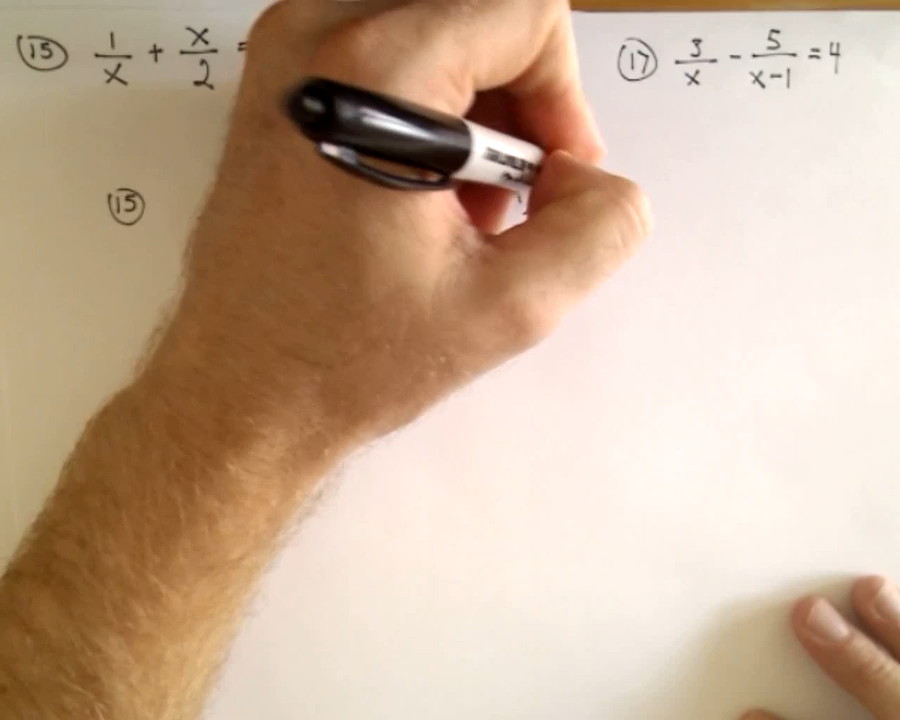 ⑮ 1/x + x/2 =
⑰ 3/x - 5/(x-1) = 4
⑮